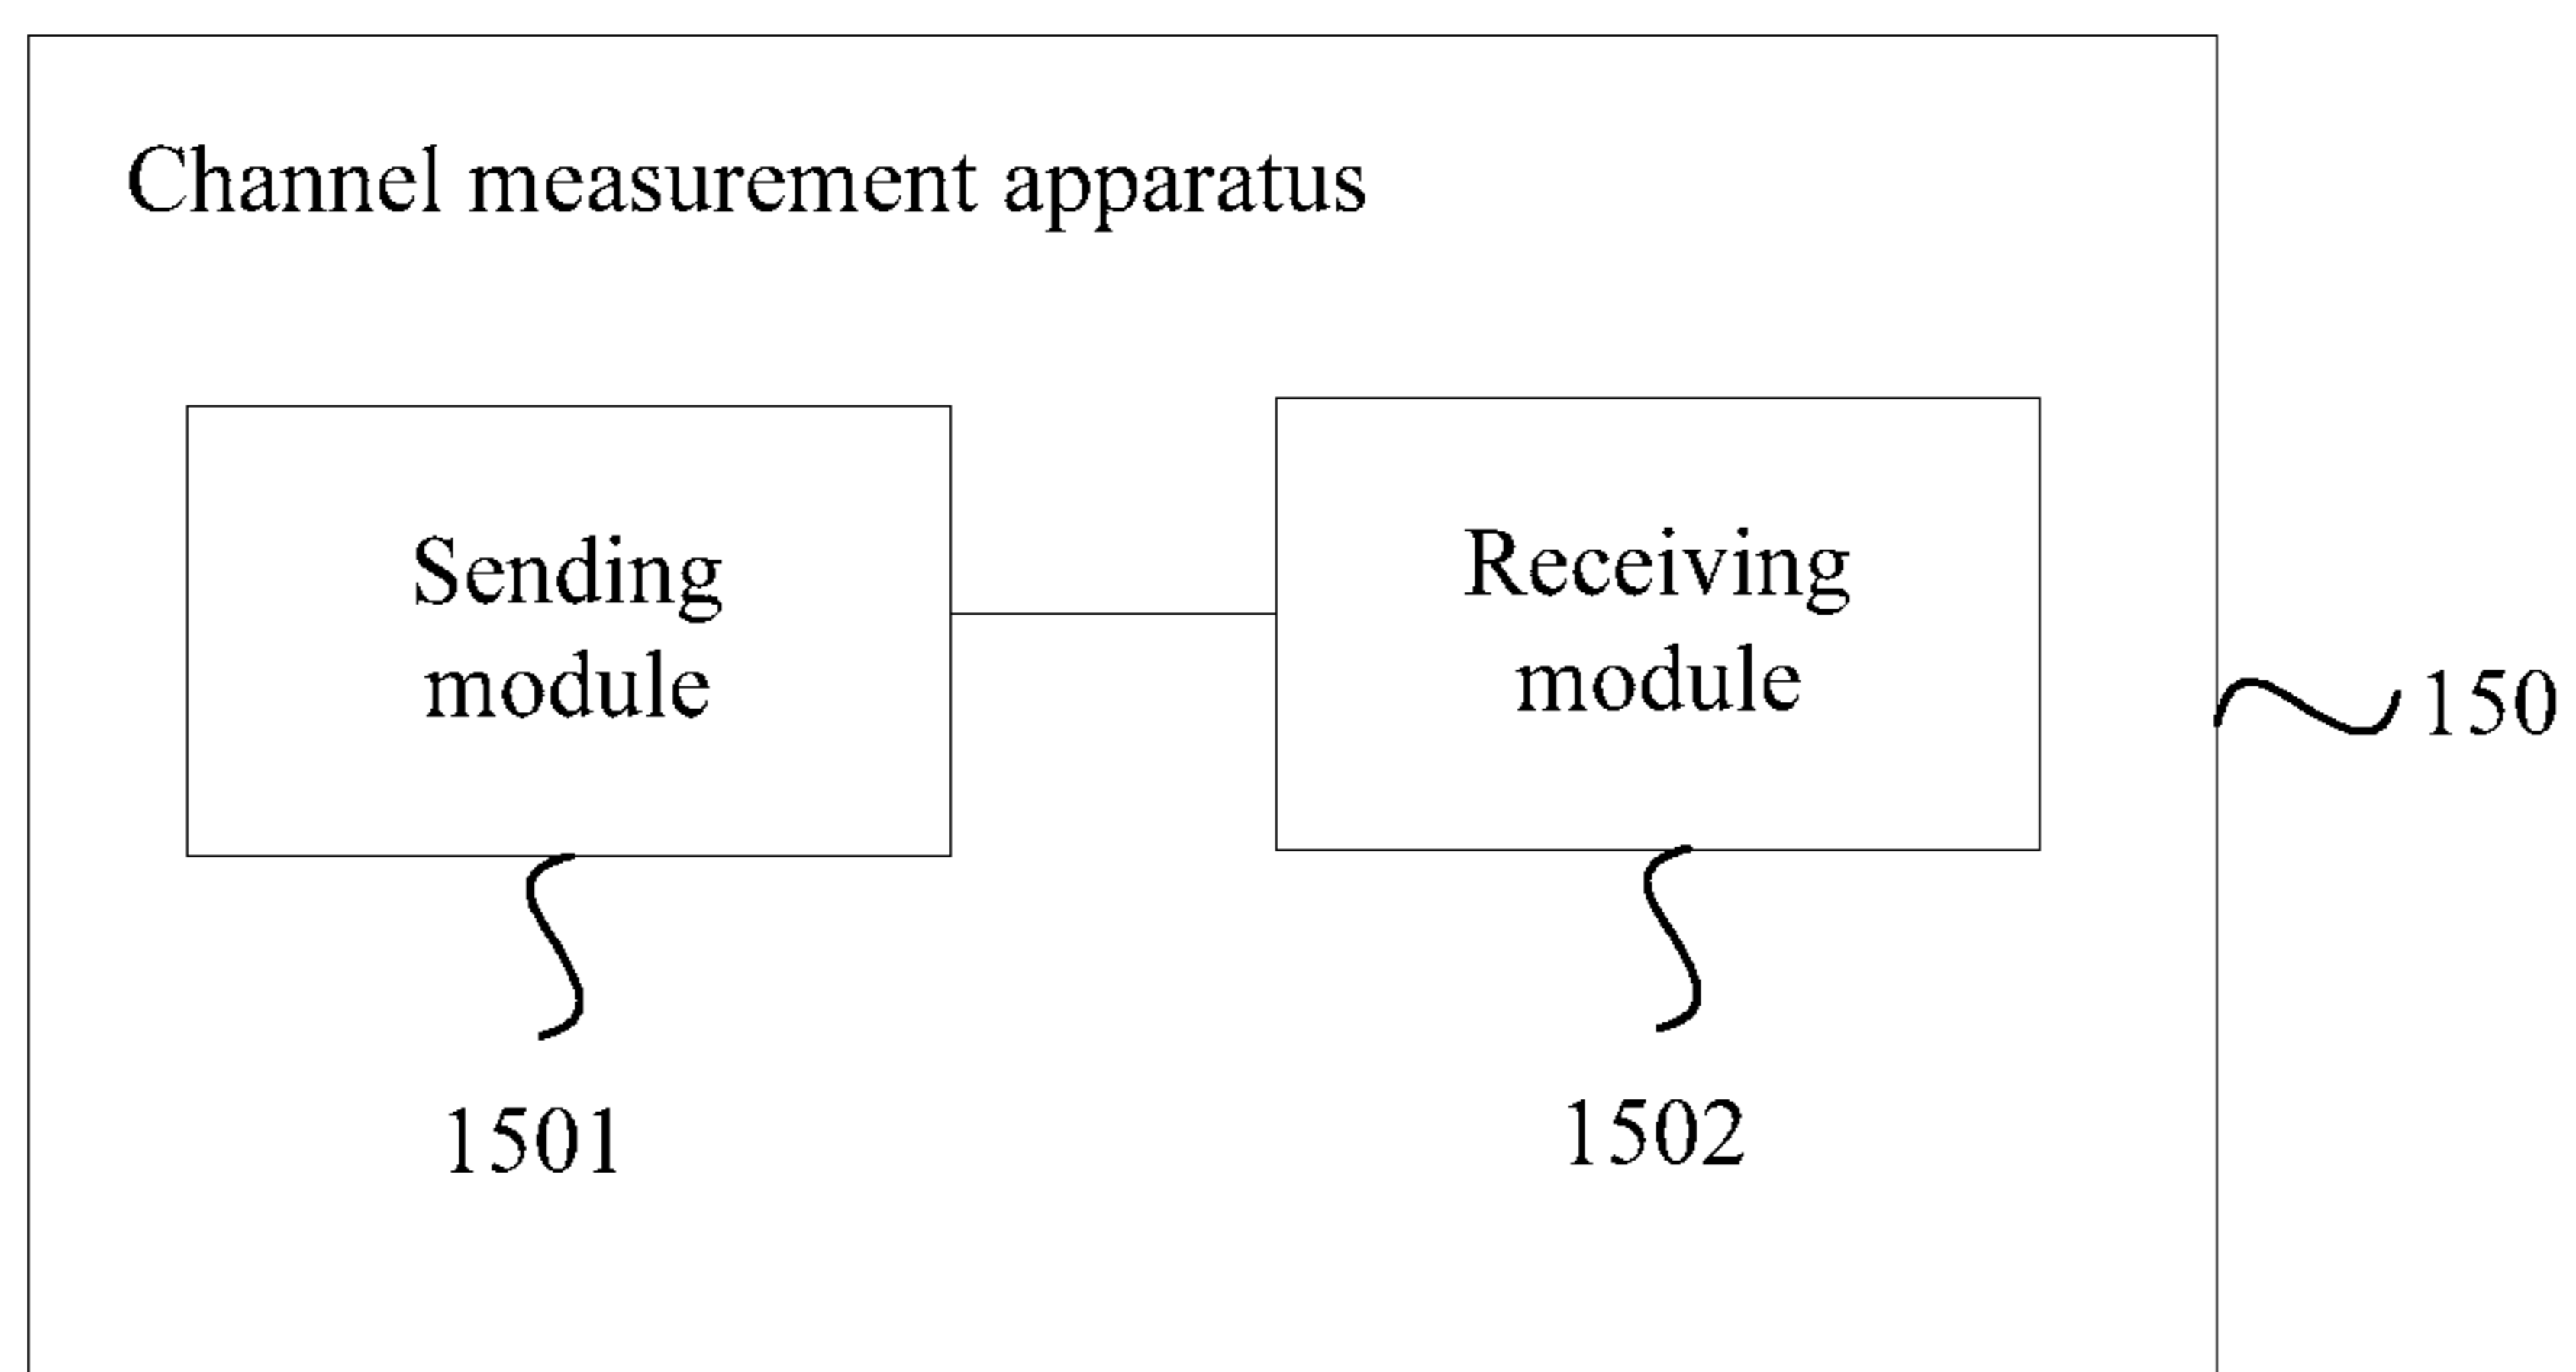 Channel measurement apparatus
Sending
module
Receiving
module
150
1501
1502